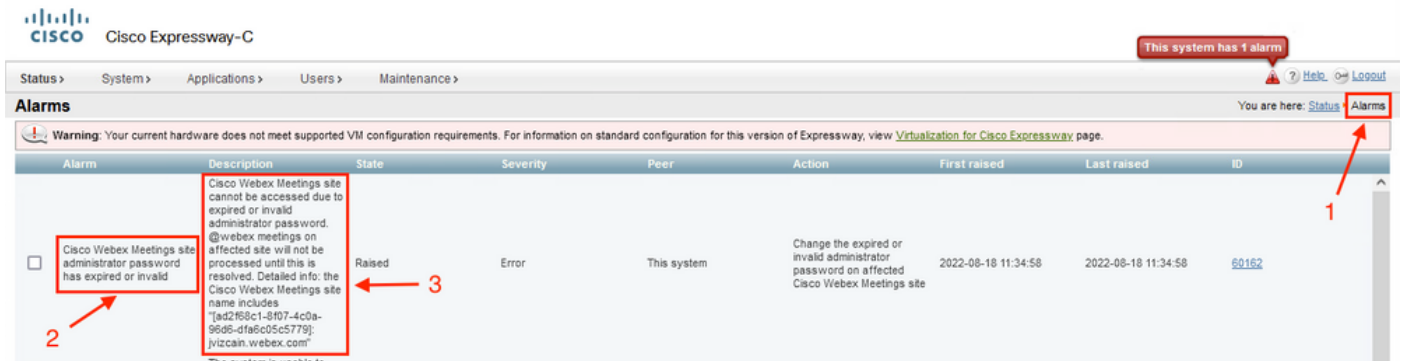 CISCO Cisco Expressway-C
This system has 1 alarm
Status > System > Applications > Users > Maintenance > Help Logout
Alarms
You are here: Status Alarms
Warning: Your current hardware does not meet supported VM configuration requirements. For information on standard configuration for this version of Expressway, view Virtualization for Cisco Expressway page.
Alarm Description State Severity Peer Action First raised Last raised ID
Cisco Webex Meetings site
administrator password
has expired or invalid
Cisco Webex Meetings site
cannot be accessed due to
expired or invalid
administrator password.
@webex meetings on
affected site will not be
processed until this is
resolved. Detailed info: the
Cisco Webex Meetings site
name includes
"[ad2f68c1-8f07-4c0a-
96d6-dfa6c05c5779]:
jvizcain.webex.com"
Raised
Error
This system
Change the expired or
invalid administrator
password on affected
Cisco Webex Meetings site
2022-08-18 11:34:58
2022-08-18 11:34:58
60162
1
2
3